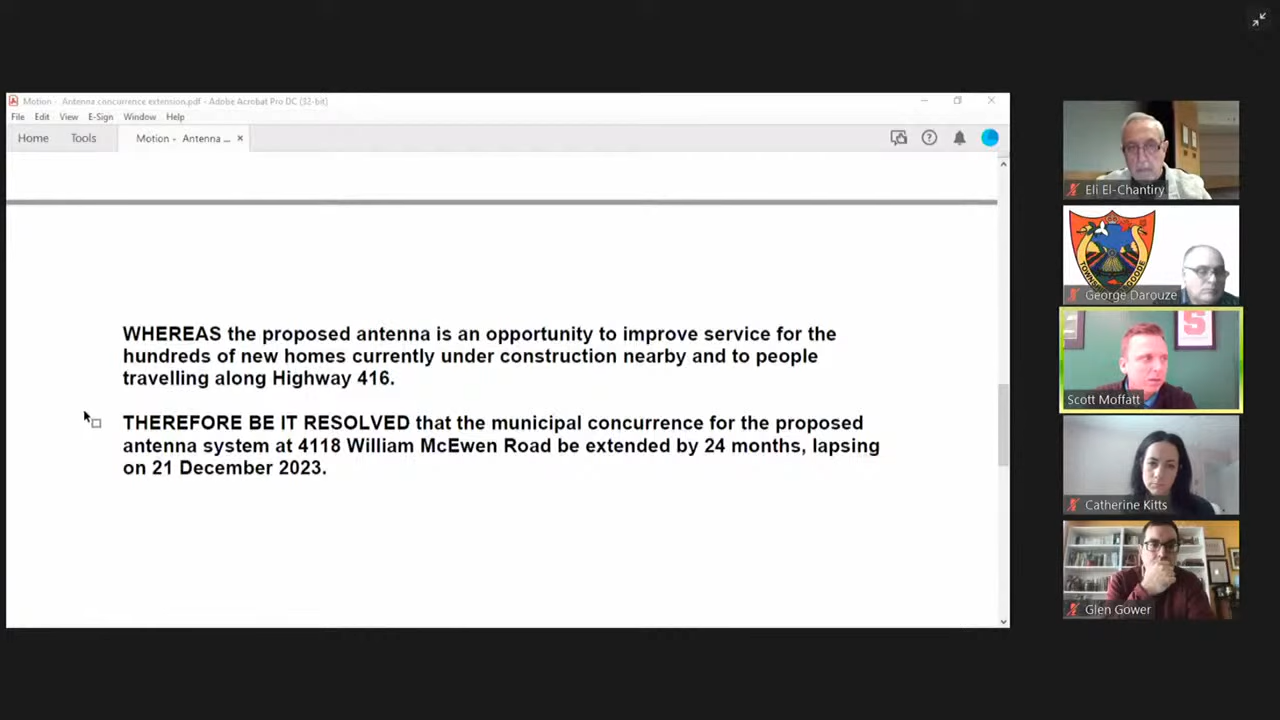 Motion - Antenna concurrence extension.pdf - Adobe Acrobat Pro DC (32-bit)
File Edit View E-Sign Window Help
Home Tools Motion - Antenna ... ×
WHEREAS the proposed antenna is an opportunity to improve service for the
hundreds of new homes currently under construction nearby and to people
travelling along Highway 416.
THEREFORE BE IT RESOLVED that the municipal concurrence for the proposed
antenna system at 4118 William McEwen Road be extended by 24 months, lapsing
on 21 December 2023.
Eli El-Chantiry
George Darouze
S
Scott Moffatt
Catherine Kitts
Glen Gower